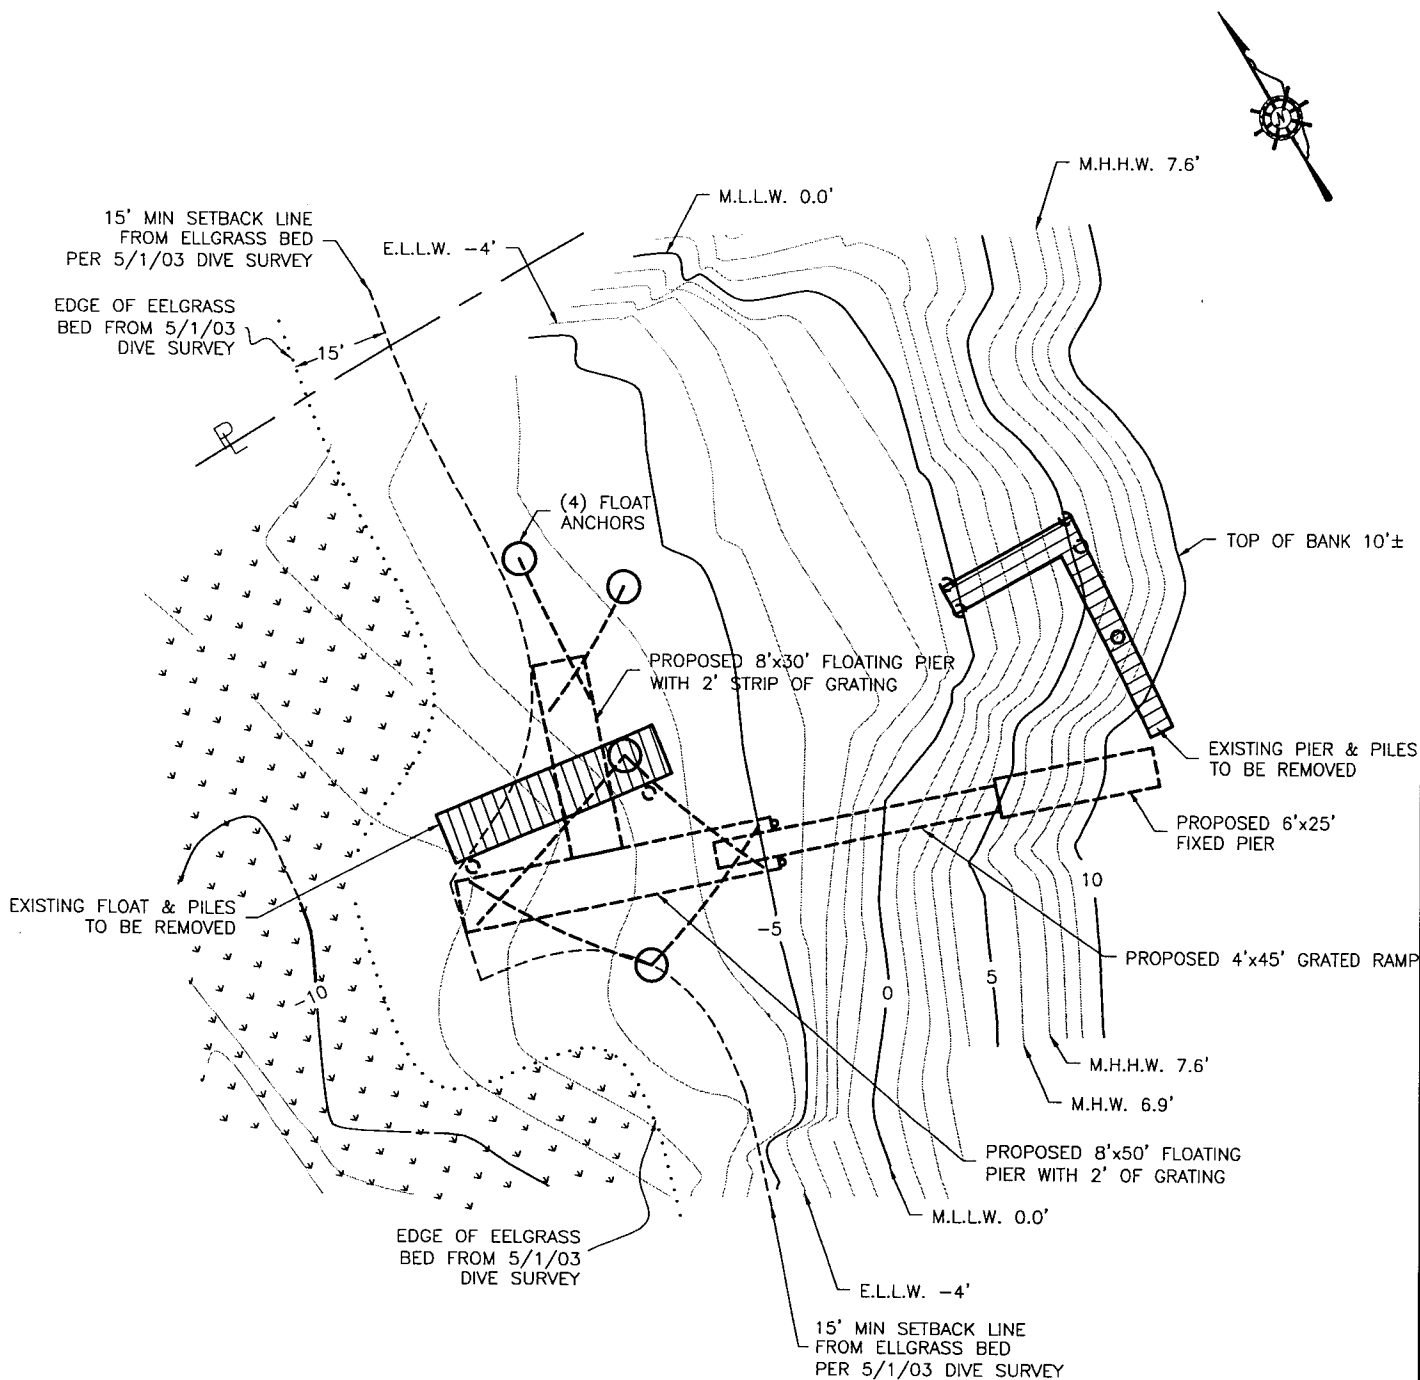 N
M.H.H.W. 7.6'
M.L.L.W. 0.0'
15' MIN SETBACK LINE
FROM ELLGRASS BED
PER 5/1/03 DIVE SURVEY
E.L.L.W. -4'
EDGE OF EELGRASS
BED FROM 5/1/03
DIVE SURVEY
15'
PL
(4) FLOAT
ANCHORS
TOP OF BANK 10'±
PROPOSED 8'x30' FLOATING PIER
WITH 2' STRIP OF GRATING
EXISTING PIER & PILES
TO BE REMOVED
PROPOSED 6'x25'
FIXED PIER
10
EXISTING FLOAT & PILES
TO BE REMOVED
-5
PROPOSED 4'x45' GRATED RAMP
5
0
-10
M.H.H.W. 7.6'
M.H.W. 6.9'
PROPOSED 8'x50' FLOATING
PIER WITH 2' OF GRATING
M.L.L.W. 0.0'
EDGE OF EELGRASS
BED FROM 5/1/03
DIVE SURVEY
E.L.L.W. -4'
15' MIN SETBACK LINE
FROM ELLGRASS BED
PER 5/1/03 DIVE SURVEY